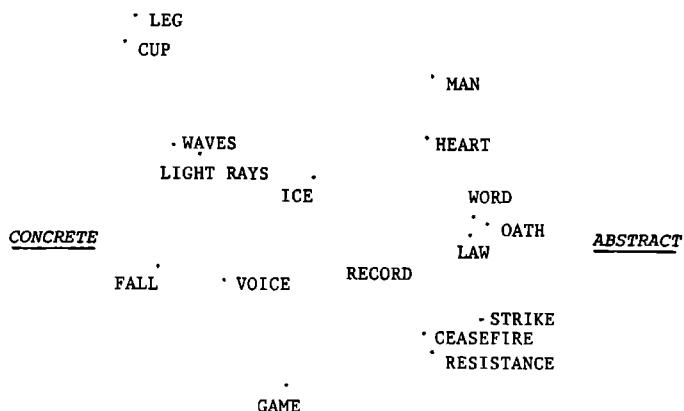 LEG
CUP
MAN
WAVES
HEART
LIGHT RAYS
ICE
WORD
OATH
CONCRETE
ABSTRACT
LAW
RECORD
FALL
VOICE
STRIKE
CEASEFIRE
RESISTANCE
GAME